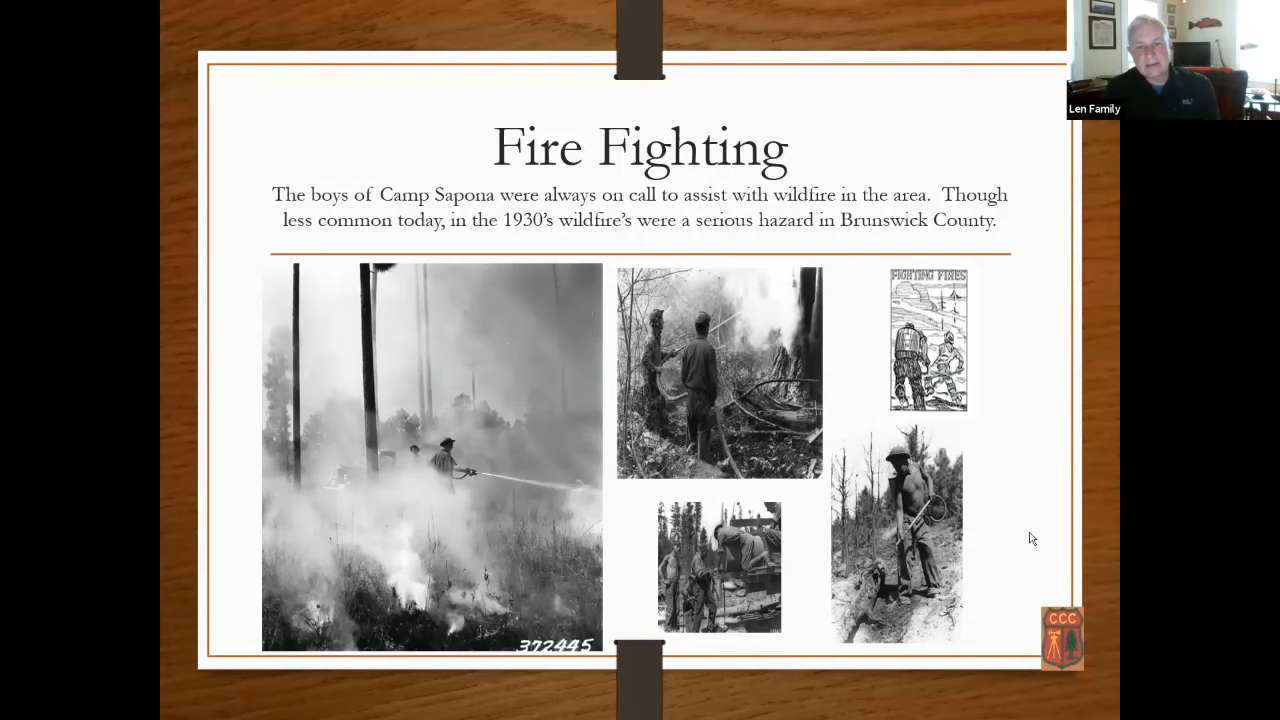 Fire Fighting
The boys of Camp Sapona were always on call to assist with wildfire in the area. Though
less common today, in the 1930’s wildfire’s were a serious hazard in Brunswick County.
FIGHTING FIRES
372445
CCC
Len Family